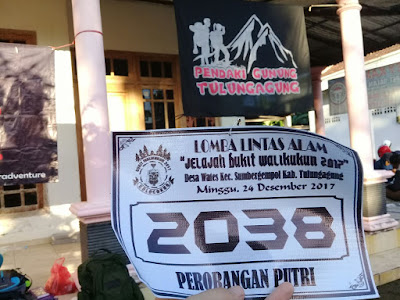 PENDAKI GUNUNG
TULUNGAGUNG
radventure
LOMBA LINTAS ALAM
"JELAJAH BUKIT WALIKUKUN 2017"
Desa Wates Kec. Sumbergempol Kab. Tulungagung
Minggu, 24 Desember 2017
2038
PERORANGAN PUTRI